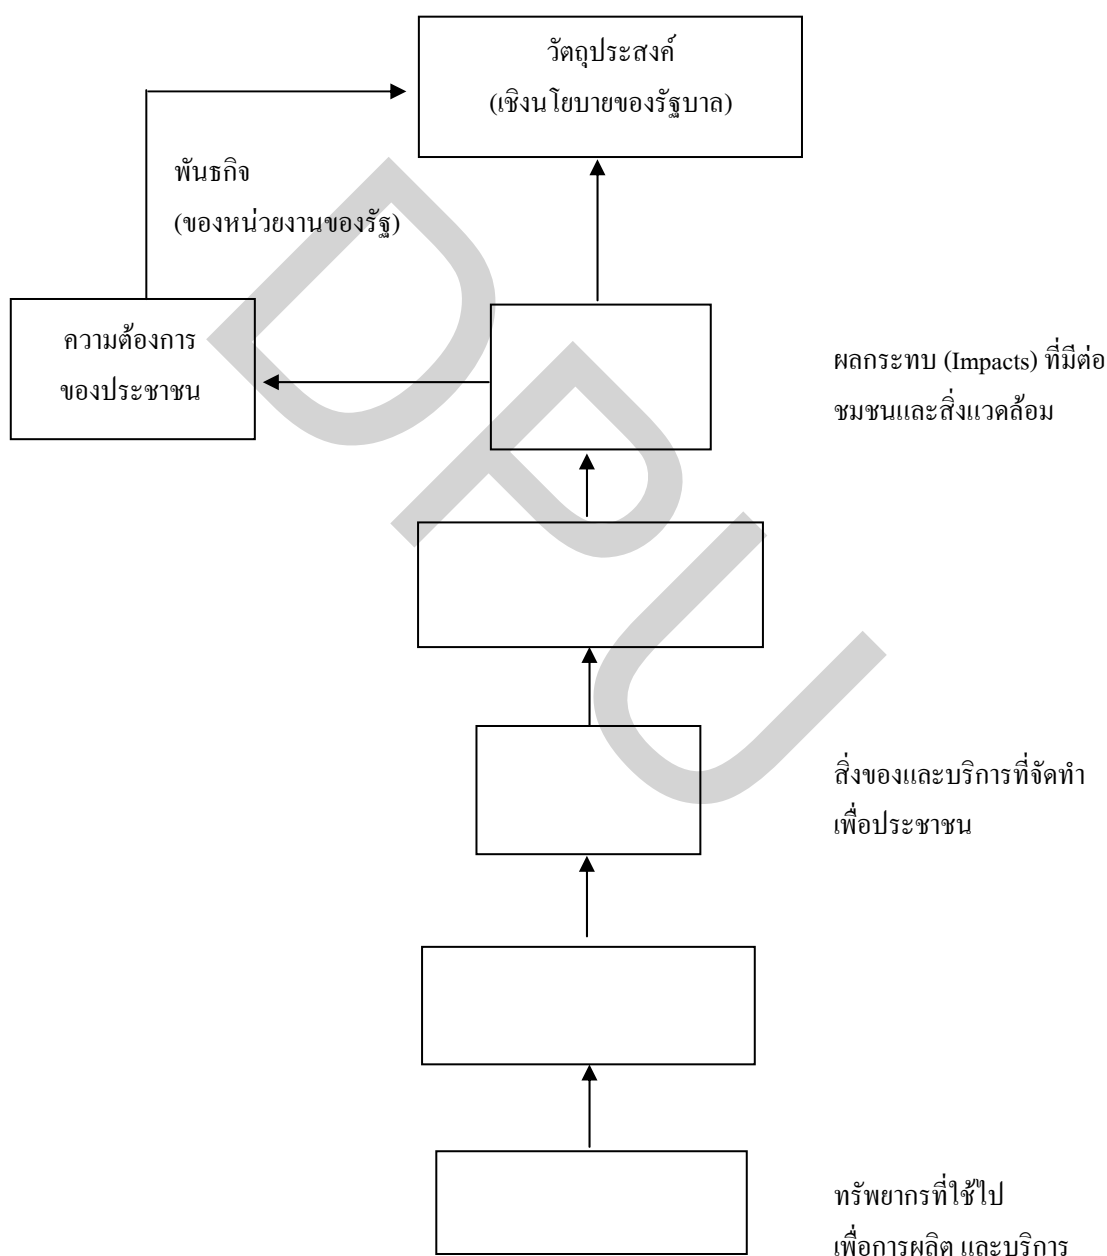 วัตถุประสงค์
(เชิงนโยบายของรัฐบาล)
พันธกิจ
(ของหน่วยงานของรัฐ)
ความต้องการ
ของประชาชน
ผลกระทบ (Impacts) ที่มีต่อ
ชุมชนและสิ่งแวดล้อม
สิ่งของและบริการที่จัดทำ
เพื่อประชาชน
ทรัพยากรที่ใช้ไป
เพื่อการผลิต และบริการ
DPU